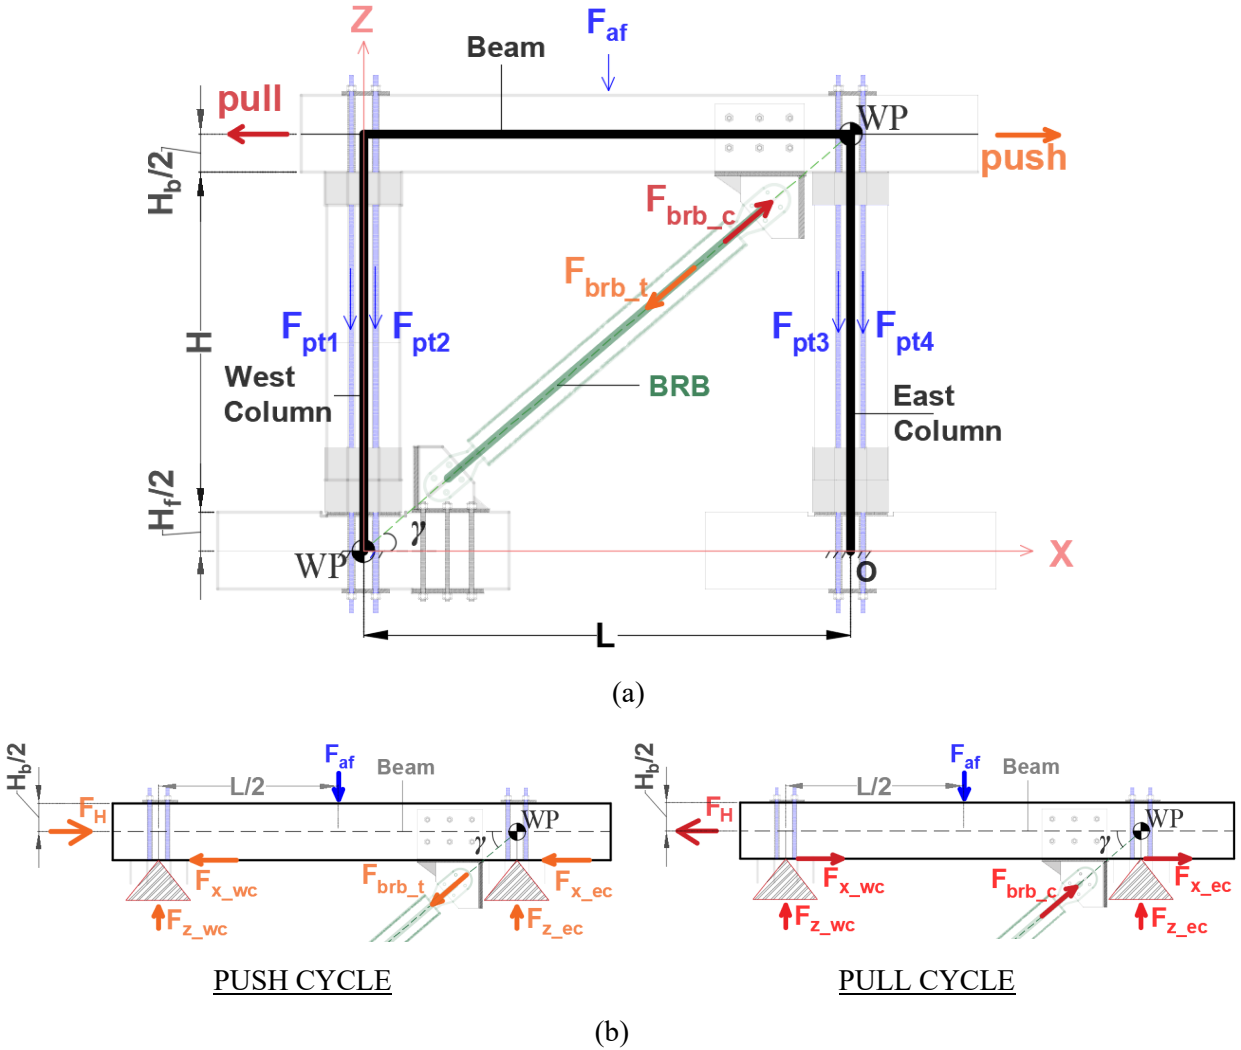 Z
F_af
Beam
pull
WP
push
H_b/2
F_brb_c
F_brb_t
F_pt1
F_pt2
F_pt3
F_pt4
H
West
Column
BRB
East
Column
H_f/2
γ
WP
X
O
L
(a)
H_b/2
F_af
Beam
L/2
F_H
WP
γ
F_x_wc
F_brb_t
F_x_ec
F_z_wc
F_z_ec
PUSH CYCLE
H_b/2
F_af
Beam
L/2
F_H
WP
γ
F_x_wc
F_brb_c
F_x_ec
F_z_wc
F_z_ec
PULL CYCLE
(b)